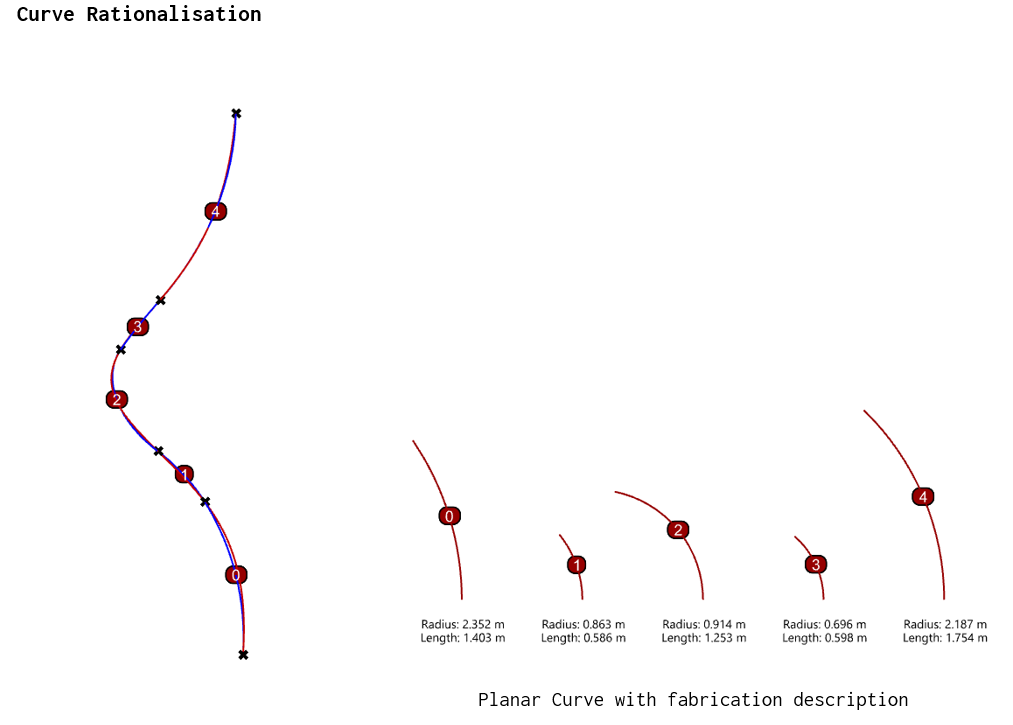 Curve Rationalisation
4
3
2
1
0
0
1
2
3
4
Radius: 2.352 m
Length: 1.403 m
Radius: 0.863 m
Length: 0.586 m
Radius: 0.914 m
Length: 1.253 m
Radius: 0.696 m
Length: 0.598 m
Radius: 2.187 m
Length: 1.754 m
Planar Curve with fabrication description